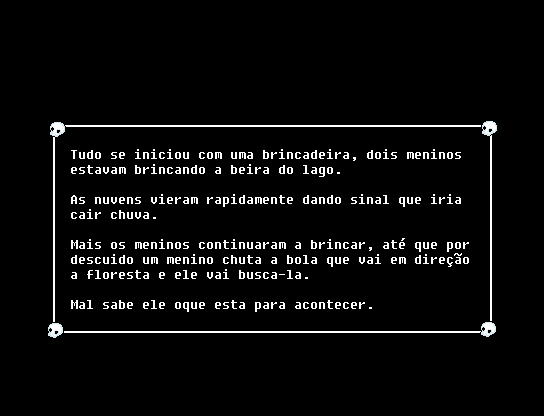 Tudo se iniciou com uma brincadeira, dois meninos
estavam brincando a beira do lago.
As nuvens vieram rapidamente dando sinal que iria
cair chuva.
Mais os meninos continuaram a brincar, até que por
descuido um menino chuta a bola que vai em direção
a floresta e ele vai busca-la.
Mal sabe ele oque esta para acontecer.